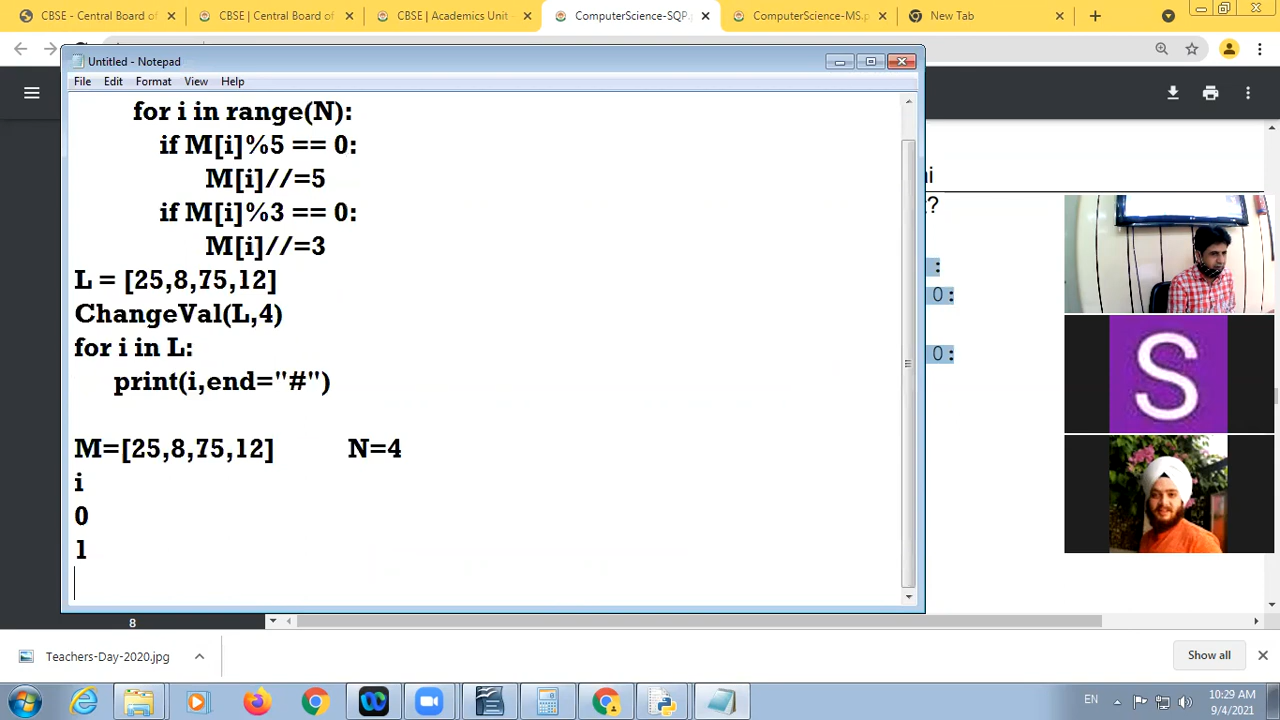 CBSE - Central Board of
CBSE | Central Board of
CBSE | Academics Unit -
ComputerScience-SQP.
ComputerScience-MS.p
New Tab
Untitled - Notepad
File Edit Format View Help
for i in range(N):
if M[i]%5 == 0:
M[i]//=5
if M[i]%3 == 0:
M[i]//=3
L = [25,8,75,12]
ChangeVal(L,4)
for i in L:
print(i,end="#")
M=[25,8,75,12] N=4
i
0
1
ni
?
:
0:
0:
S
8
Teachers-Day-2020.jpg
Show all
EN
10:29 AM
9/4/2021